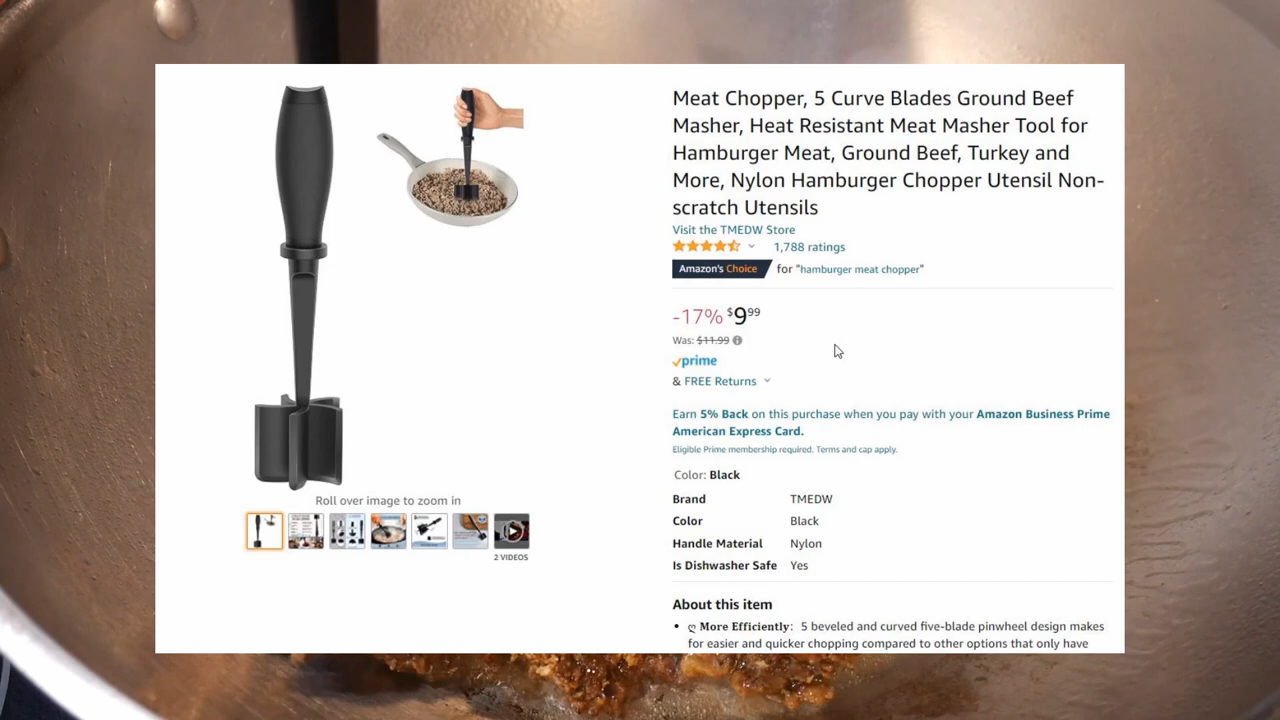 Meat Chopper, 5 Curve Blades Ground Beef
Masher, Heat Resistant Meat Masher Tool for
Hamburger Meat, Ground Beef, Turkey and
More, Nylon Hamburger Chopper Utensil Non-
scratch Utensils
Visit the TMEDW Store
1,788 ratings
Amazon's Choice for "hamburger meat chopper"
-17% $9.99
Was: $11.99
prime
& FREE Returns
Earn 5% Back on this purchase when you pay with your Amazon Business Prime
American Express Card.
Eligible Prime membership required. Terms and cap apply.
Color: Black
Brand TMEDW
Color Black
Handle Material Nylon
Is Dishwasher Safe Yes
About this item
• ღ More Efficiently: 5 beveled and curved five-blade pinwheel design makes
for easier and quicker chopping compared to other options that only have
Roll over image to zoom in
2 VIDEOS